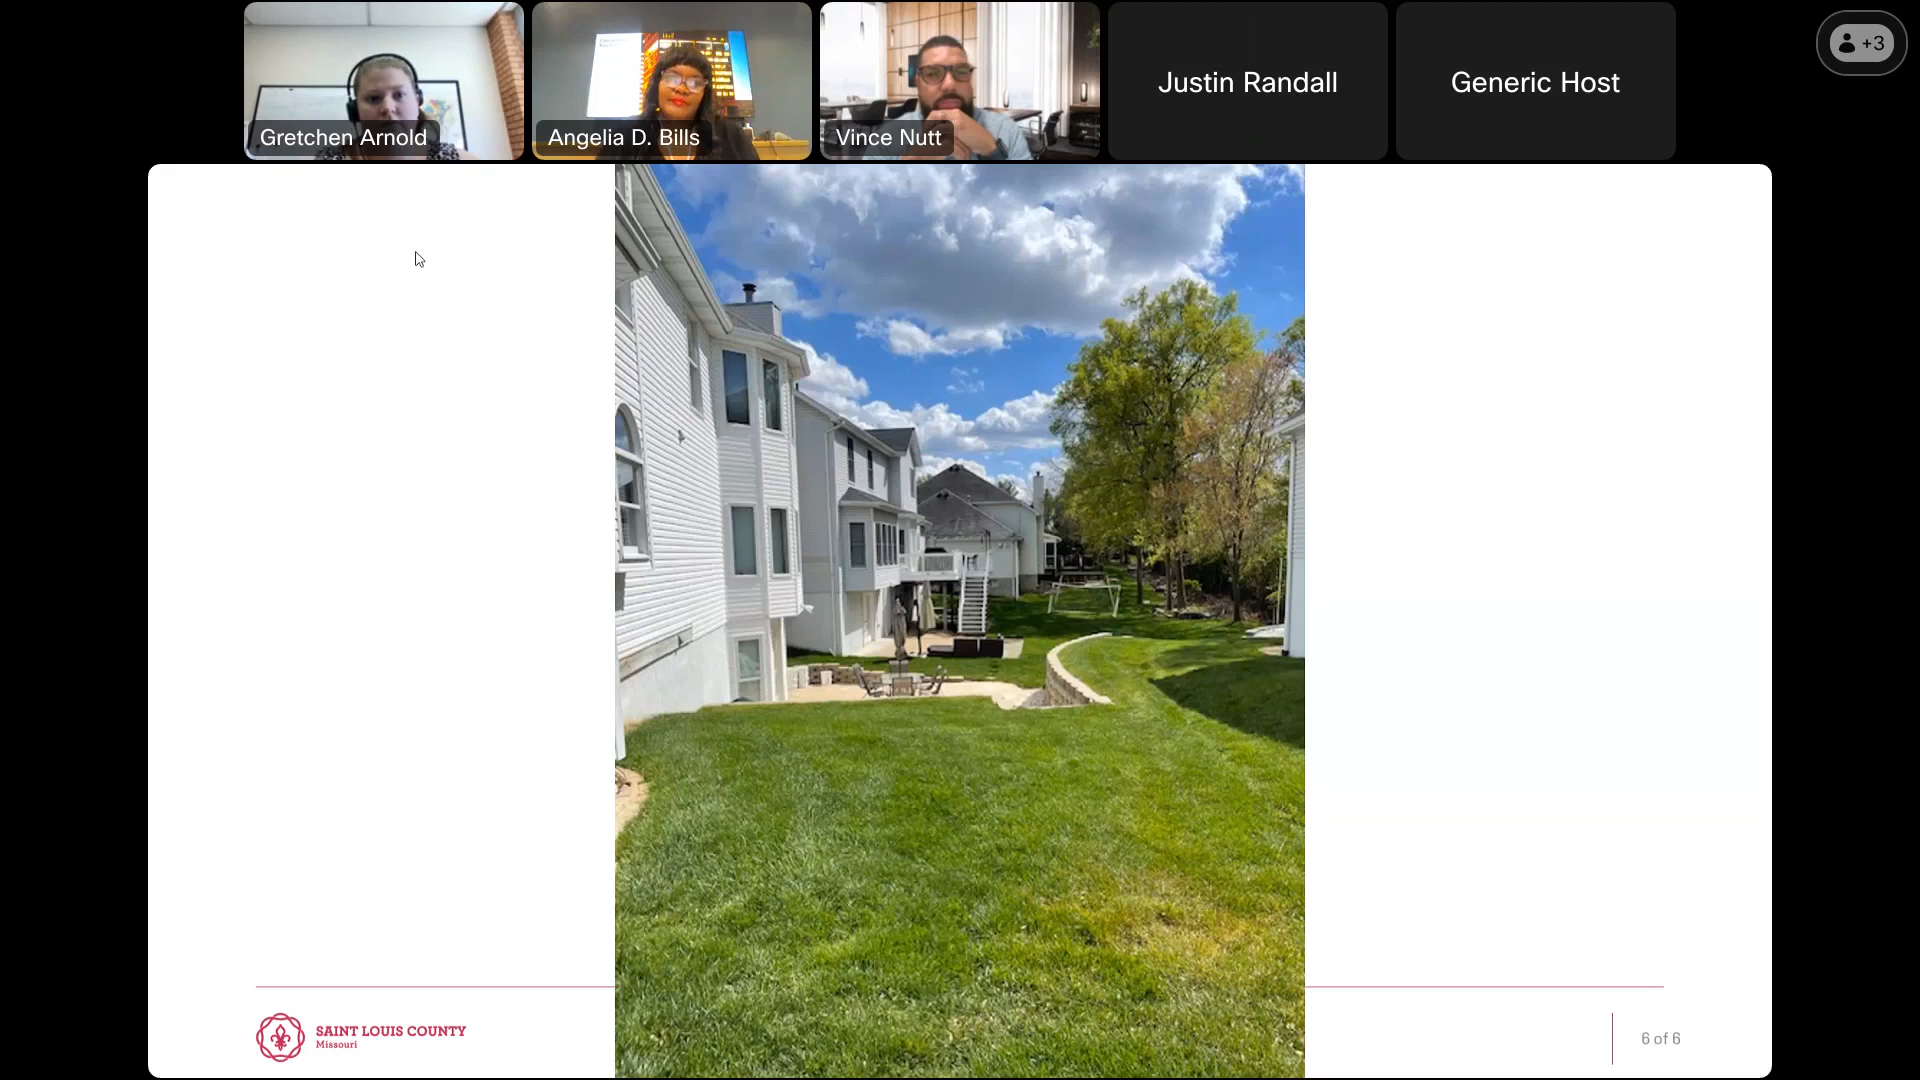 Gretchen Arnold
Angelia D. Bills
Vince Nutt
Justin Randall
Generic Host
+3
SAINT LOUIS COUNTY
Missouri
6 of 6